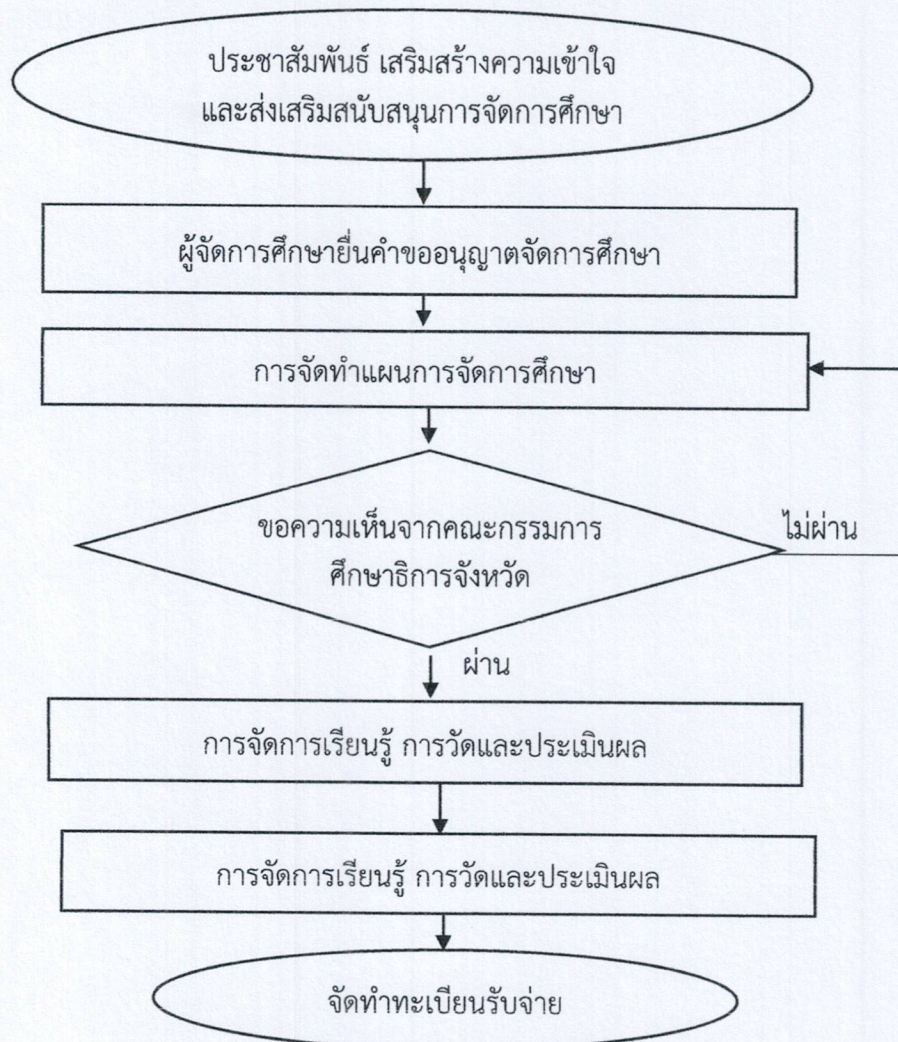 ประชาสัมพันธ์ เสริมสร้างความเข้าใจ
และส่งเสริมสนับสนุนการจัดการศึกษา
ผู้จัดการศึกษายื่นคำขออนุญาตจัดการศึกษา
การจัดทำแผนการจัดการศึกษา
ขอความเห็นจากคณะกรรมการ
ศึกษาธิการจังหวัด
ไม่ผ่าน
ผ่าน
การจัดการเรียนรู้ การวัดและประเมินผล
การจัดการเรียนรู้ การวัดและประเมินผล
จัดทำทะเบียนรับจ่าย